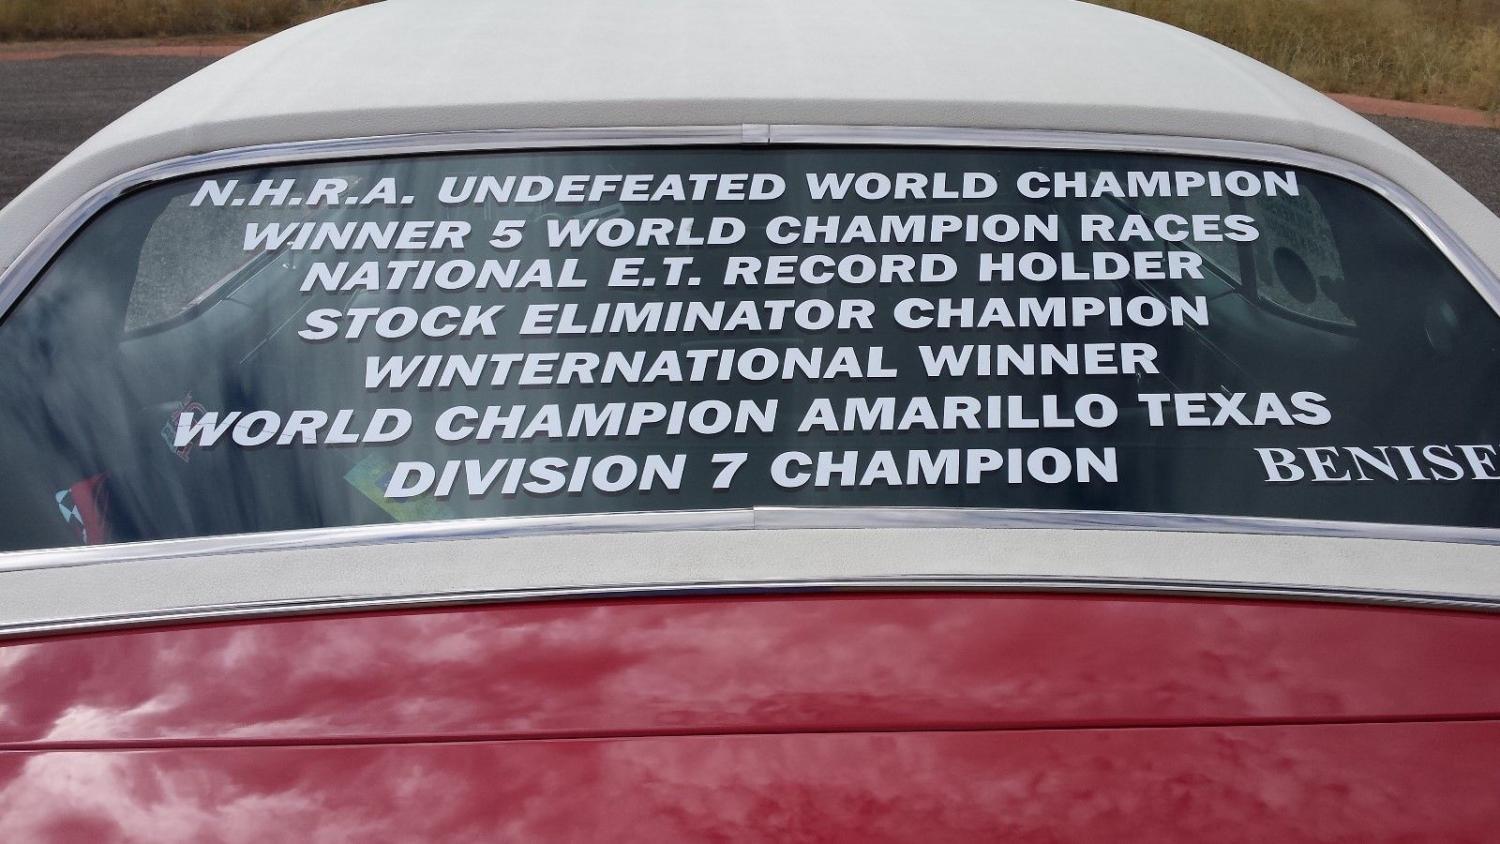 N.H.R.A. UNDEFEATED WORLD CHAMPION
WINNER 5 WORLD CHAMPION RACES
NATIONAL E.T. RECORD HOLDER
STOCK ELIMINATOR CHAMPION
WINTERNATIONAL WINNER
WORLD CHAMPION AMARILLO TEXAS
DIVISION 7 CHAMPION
BENISE